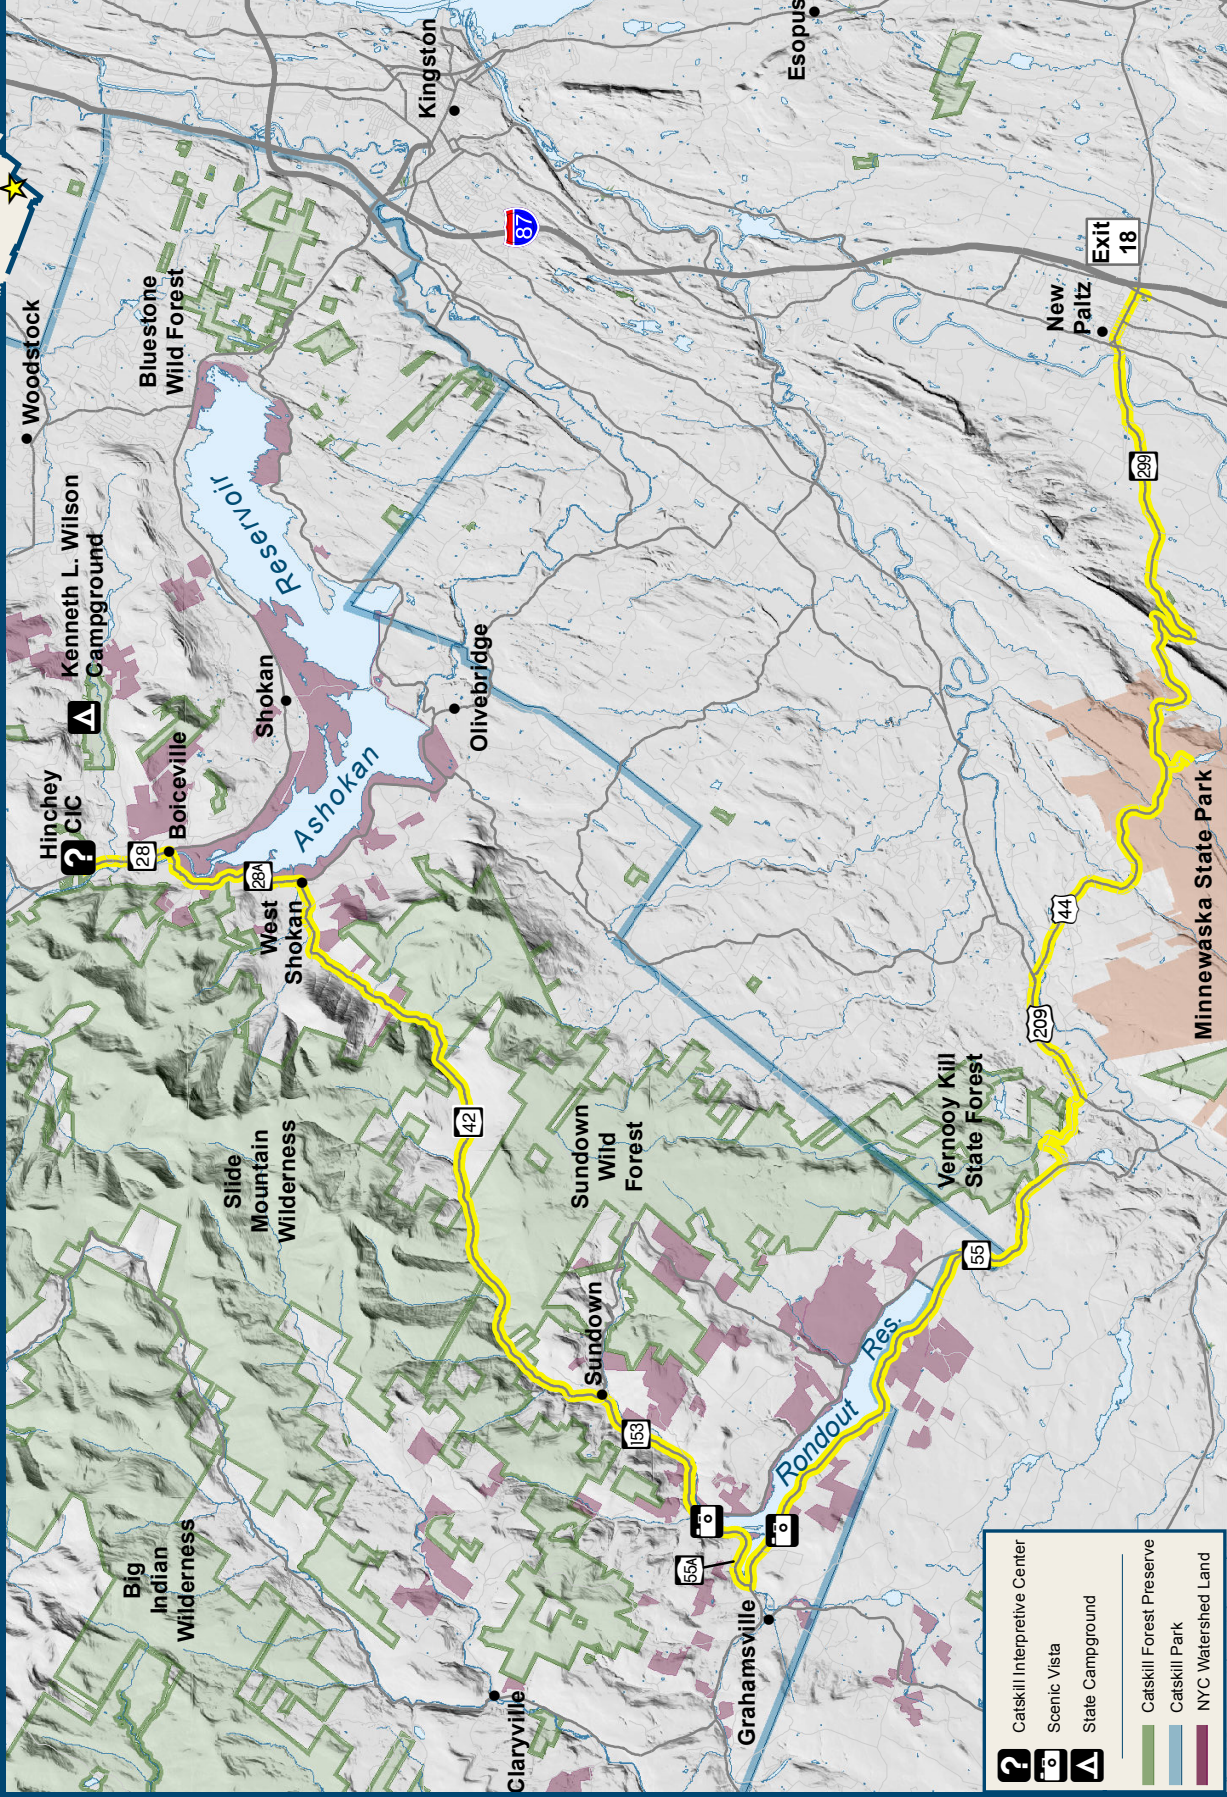 Woodstock
Kingston
Esopus
Bluestone
Wild Forest
87
Exit
18
New
Paltz
299
Kenneth L. Wilson
Campground
Reservoir
Ashokan
Shokan
Olivebridge
Hinchey
CIC
?
28
Boiceville
28A
West
Shokan
42
Slide
Mountain
Wilderness
Sundown
Wild
Forest
Vernooy Kill
State Forest
209
44
Minnewaska State Park
55
Sundown
153
Rondout Res.
55A
Big
Indian
Wilderness
Grahamsville
Claryville
? Catskill Interpretive Center
Scenic Vista
State Campground
Catskill Forest Preserve
Catskill Park
NYC Watershed Land